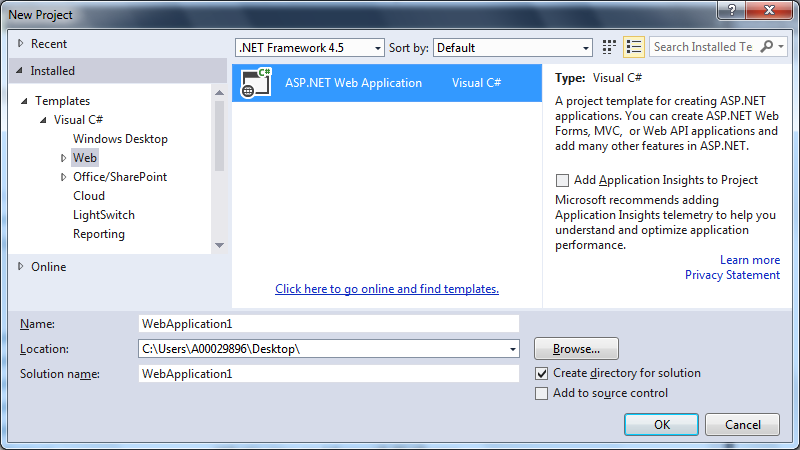 New Project
Recent
.NET Framework 4.5
Sort by:
Default
Search Installed Te
Installed
Templates
Visual C#
Windows Desktop
Web
Office/SharePoint
Cloud
LightSwitch
Reporting
Online
C#
ASP.NET Web Application
Visual C#
Click here to go online and find templates.
Type: Visual C#
A project template for creating ASP.NET
applications. You can create ASP.NET Web
Forms, MVC, or Web API applications and
add many other features in ASP.NET.
Add Application Insights to Project
Microsoft recommends adding
Application Insights telemetry to help you
understand and optimize application
performance.
Learn more
Privacy Statement
Name:
WebApplication1
Location:
C:\Users\A00029896\Desktop\
Browse...
Solution name:
WebApplication1
Create directory for solution
Add to source control
OK
Cancel